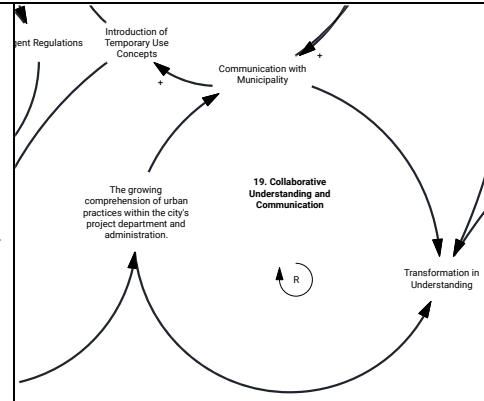 Introduction of
Temporary Use
Concepts
gent Regulations
+
+
Communication with
Municipality
19. Collaborative
Understanding and
Communication
The growing
comprehension of urban
practices within the city's
project department and
administration.
R
Transformation in
Understanding